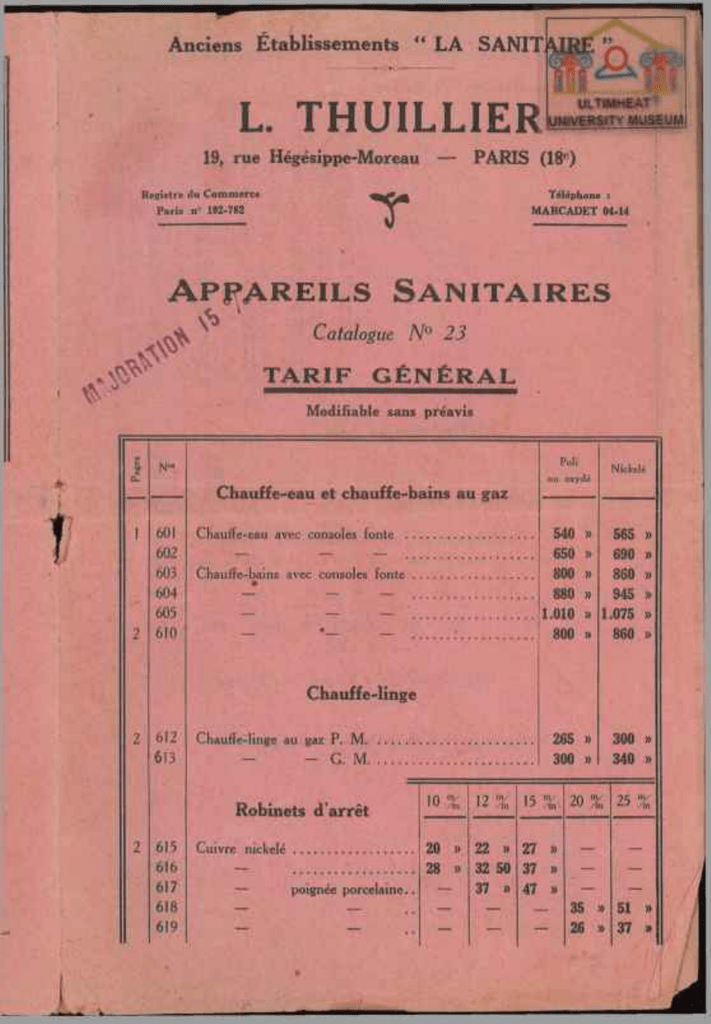 Anciens Établissements " LA SANITAIRE "
ULTIMHEAT®
UNIVERSITY MUSEUM
L. THUILLIER
19, rue Hégésippe-Moreau — PARIS (18e)
Registre du Commerce
Paris n° 102-762
Téléphone :
MARCADET 04-14
APPAREILS SANITAIRES
MAJORATION 15 %
Catalogue No 23
TARIF GÉNÉRAL
Modifiable sans préavis
Pages Nos Poli ou oxydé Nickelé
Chauffe-eau et chauffe-bains au gaz
1 601 Chauffe-eau avec consoles fonte .................... 540 » 565 »
602 — — — .................... 650 » 690 »
603 Chauffe-bains avec consoles fonte .................... 800 » 860 »
604 — — — .................... 880 » 945 »
605 — — — .................... 1.010 » 1.075 »
2 610 — — — .................... 800 » 860 »
Chauffe-linge
2 612 Chauffe-linge au gaz P. M. .................... 265 » 300 »
613 — — G. M. .................... 300 » 340 »
Robinets d'arrêt 10 m/m 12 m/m 15 m/m 20 m/m 25 m/m
2 615 Cuivre nickelé .................... 20 » 22 » 27 » — —
616 — .................... 28 » 32 50 37 » — —
617 — poignée porcelaine.. — 37 » 47 » — —
618 — — .. — — — 35 » 51 »
619 — — .. — — — 26 » 37 »